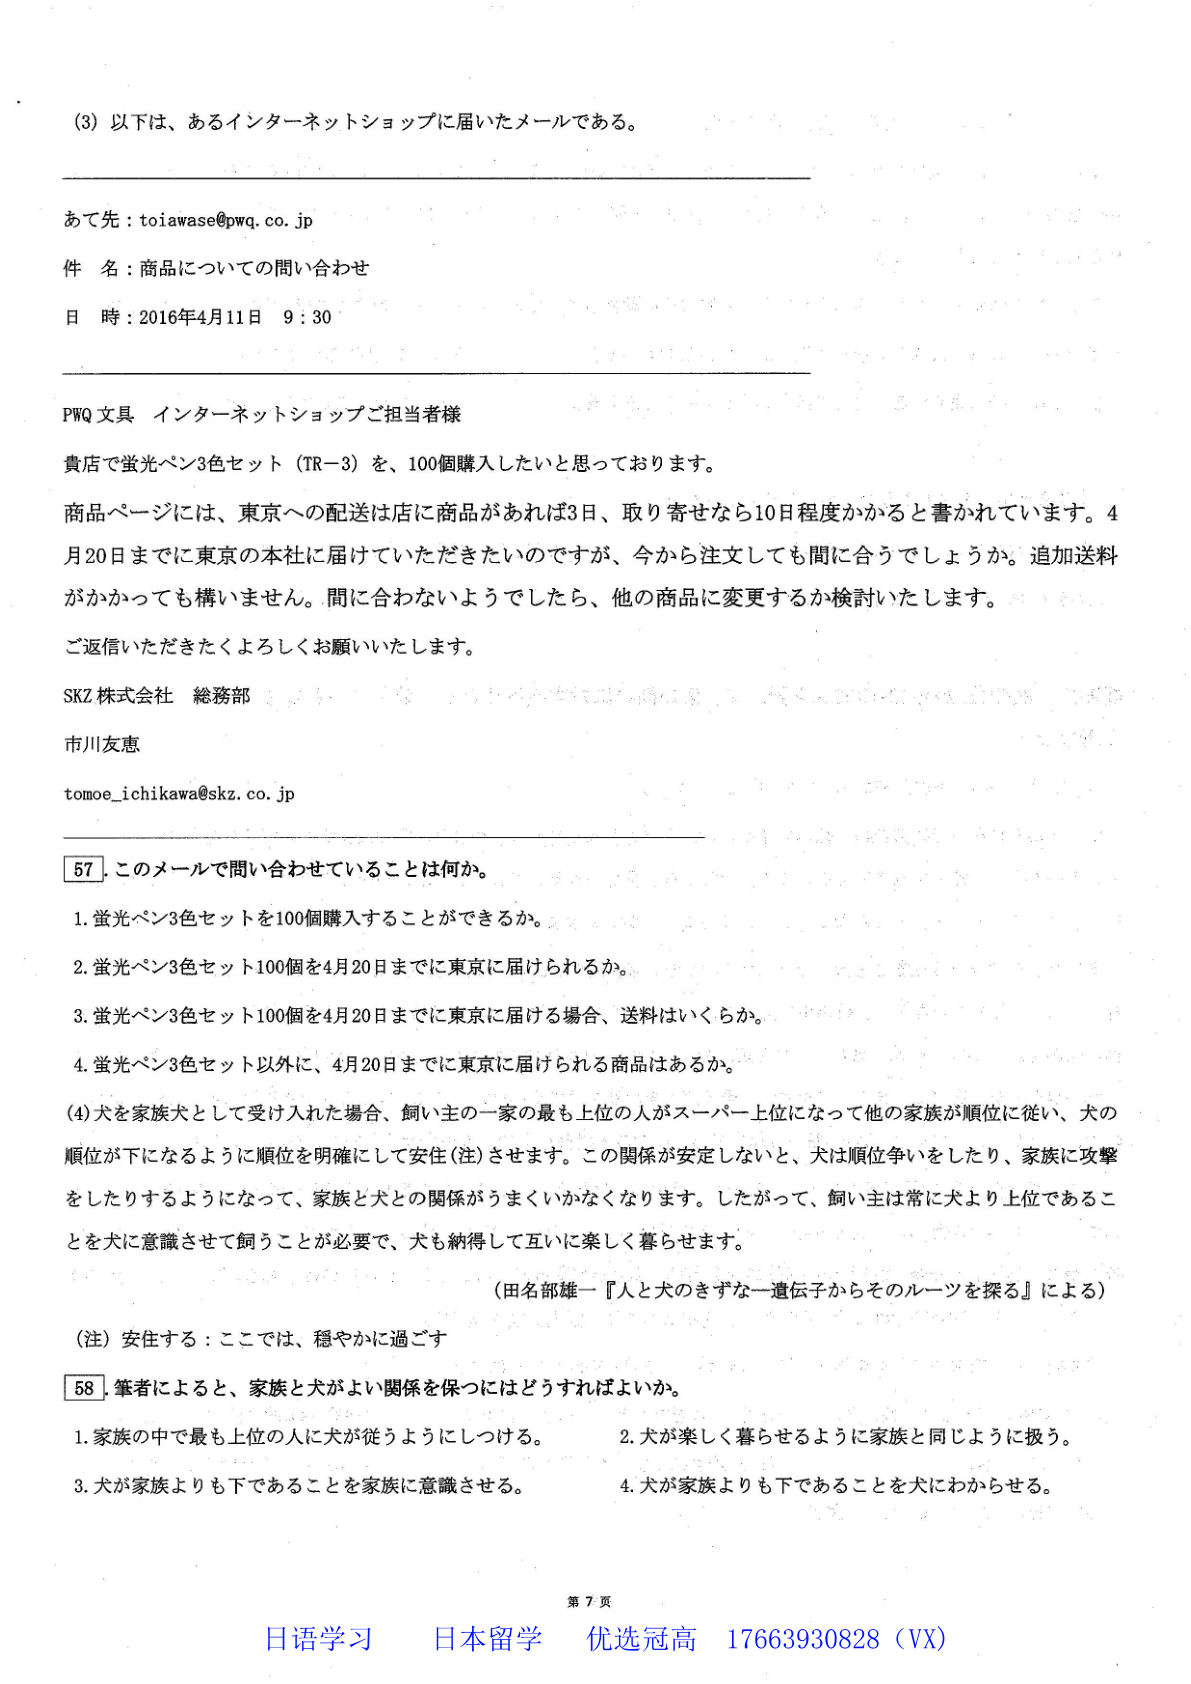 (3) 以下は、あるインターネットショップに届いたメールである。
あて先：toiawase@pwq.co.jp
件　名：商品についての問い合わせ
日　時：2016年4月11日　9：30
PWQ 文具　インターネットショップご担当者様
貴店で蛍光ペン3色セット（TR－3）を、100個購入したいと思っております。
商品ページには、東京への配送は店に商品があれば3日、取り寄せなら10日程度かかると書かれています。4
月20日までに東京の本社に届けていただきたいのですが、今から注文しても間に合うでしょうか。追加送料
がかかっても構いません。間に合わないようでしたら、他の商品に変更するか検討いたします。
ご返信いただきたくよろしくお願いいたします。
SKZ 株式会社　総務部
市川友恵
tomoe_ichikawa@skz.co.jp
57.このメールで問い合わせていることは何か。
1.蛍光ペン3色セットを100個購入することができるか。
2.蛍光ペン3色セット100個を4月20日までに東京に届けられるか。
3.蛍光ペン3色セット100個を4月20日までに東京に届ける場合、送料はいくらか。
4.蛍光ペン3色セット以外に、4月20日までに東京に届けられる商品はあるか。
(4)犬を家族犬として受け入れた場合、飼い主の一家の最も上位の人がスーパー上位になって他の家族が順位に従い、犬の
順位が下になるように順位を明確にして安住(注)させます。この関係が安定しないと、犬は順位争いをしたり、家族に攻撃
をしたりするようになって、家族と犬との関係がうまくいかなくなります。したがって、飼い主は常に犬より上位であるこ
とを犬に意識させて飼うことが必要で、犬も納得して互いに楽しく暮らせます。
（田名部雄一『人と犬のきずな―遺伝子からそのルーツを探る』による）
（注）安住する：ここでは、穏やかに過ごす
58.筆者によると、家族と犬がよい関係を保つにはどうすればよいか。
1.家族の中で最も上位の人に犬が従うようにしつける。　2.犬が楽しく暮らせるように家族と同じように扱う。
3.犬が家族よりも下であることを家族に意識させる。　4.犬が家族よりも下であることを犬にわからせる。
第 7 页
日语学习　日本留学　优选冠高　17663930828（VX）